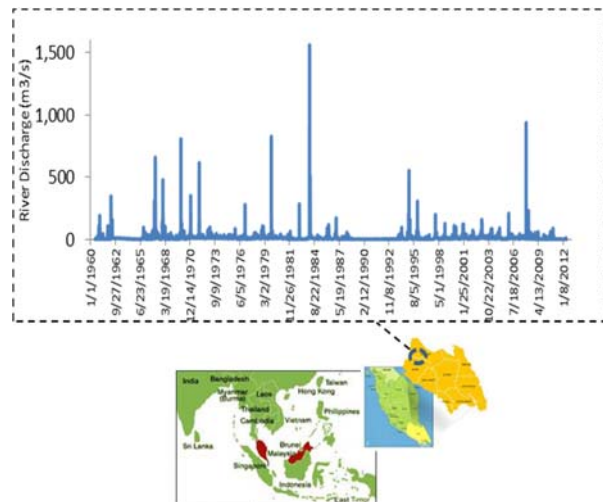 1,500
1,000
500
0
River Discharge (m3/s)
1/1/1960
9/27/1962
6/23/1965
3/19/1968
12/14/1970
9/9/1973
6/5/1976
3/2/1979
11/26/1981
8/22/1984
5/19/1987
2/12/1990
11/8/1992
8/5/1995
5/1/1998
1/25/2001
10/22/2003
7/18/2006
4/13/2009
1/8/2012
India
Bangladesh
Myanmar
(Burma)
Laos
Taiwan
Hong Kong
Thailand
Cambodia
Vietnam
Philippines
Sri Lanka
Brunei
Malaysia
Singapore
Indonesia
East Timor